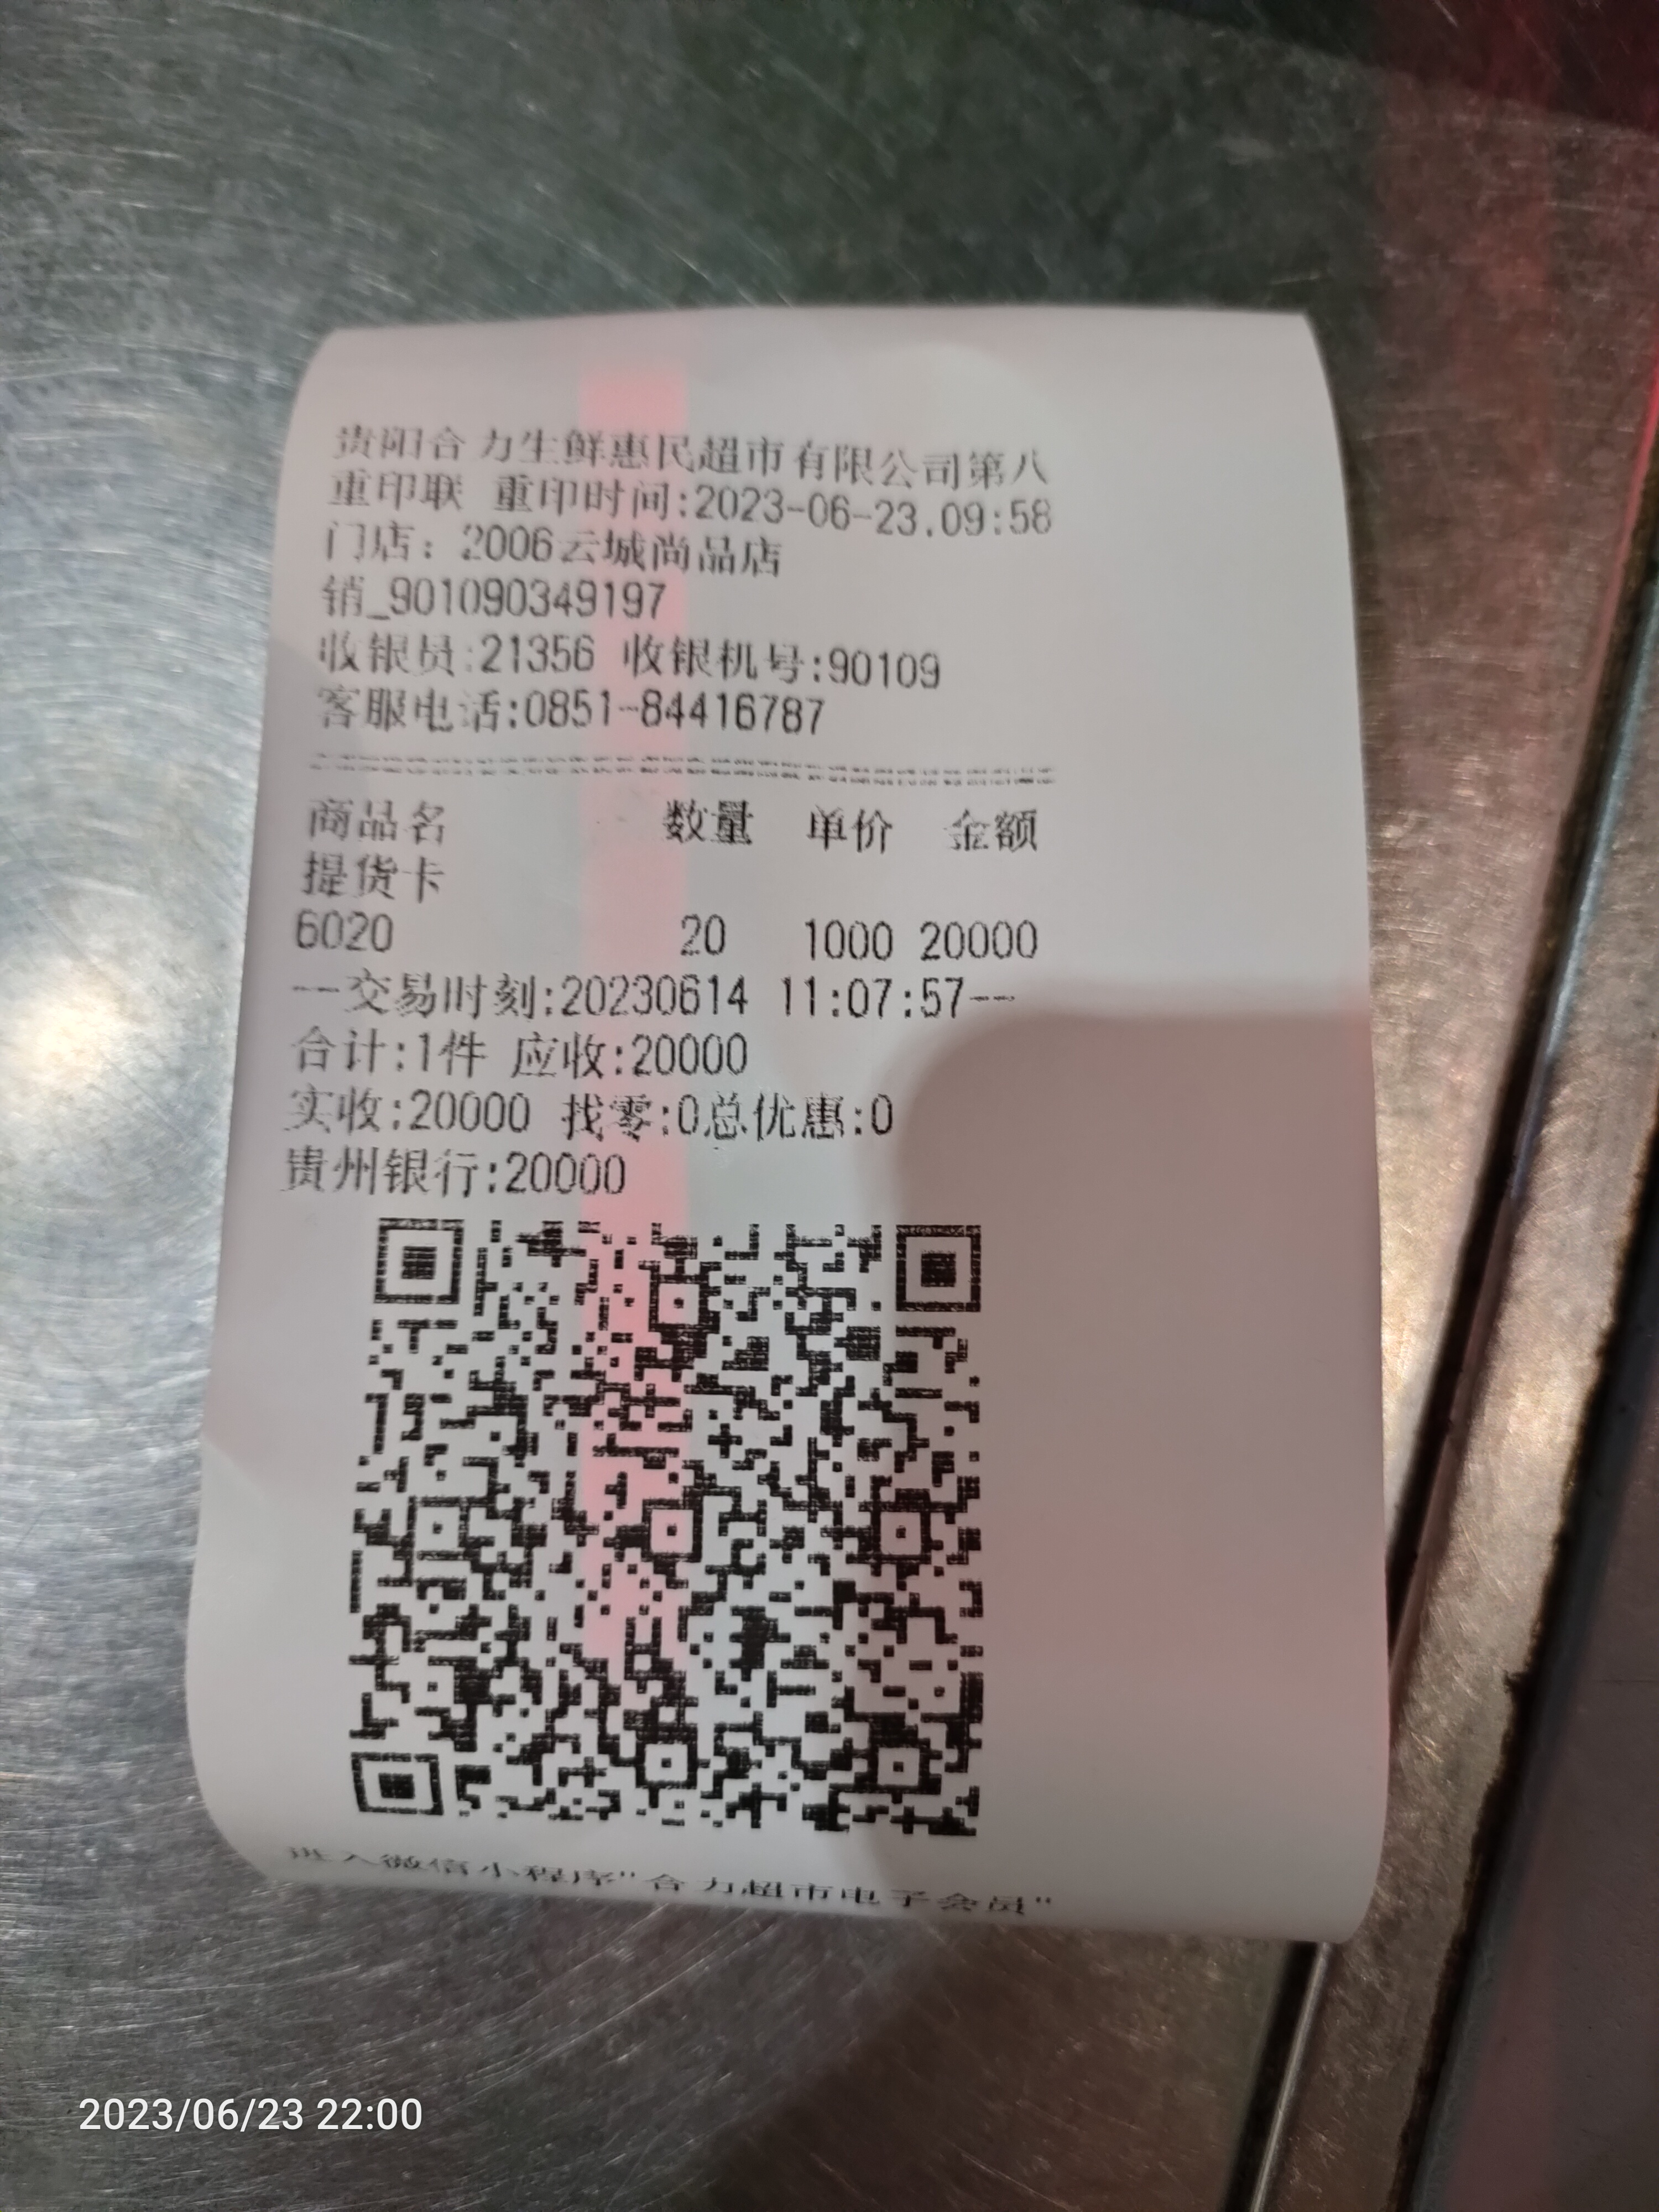 贵阳合力生鲜惠民超市有限公司第八
重印联 重印时间:2023-06-23.09:58
门店: 2006云城尚品店
销_901090349197
收银员:21356 收银机号:90109
客服电话:0851-84416787
商品名 数量 单价 金额
提货卡
6020 20 1000 20000
--交易时刻:20230614 11:07:57--
合计:1件 应收:20000
实收:20000 找零:0总优惠:0
贵州银行:20000
进入微信小程序"合力超市电子会员"
2023/06/23 22:00